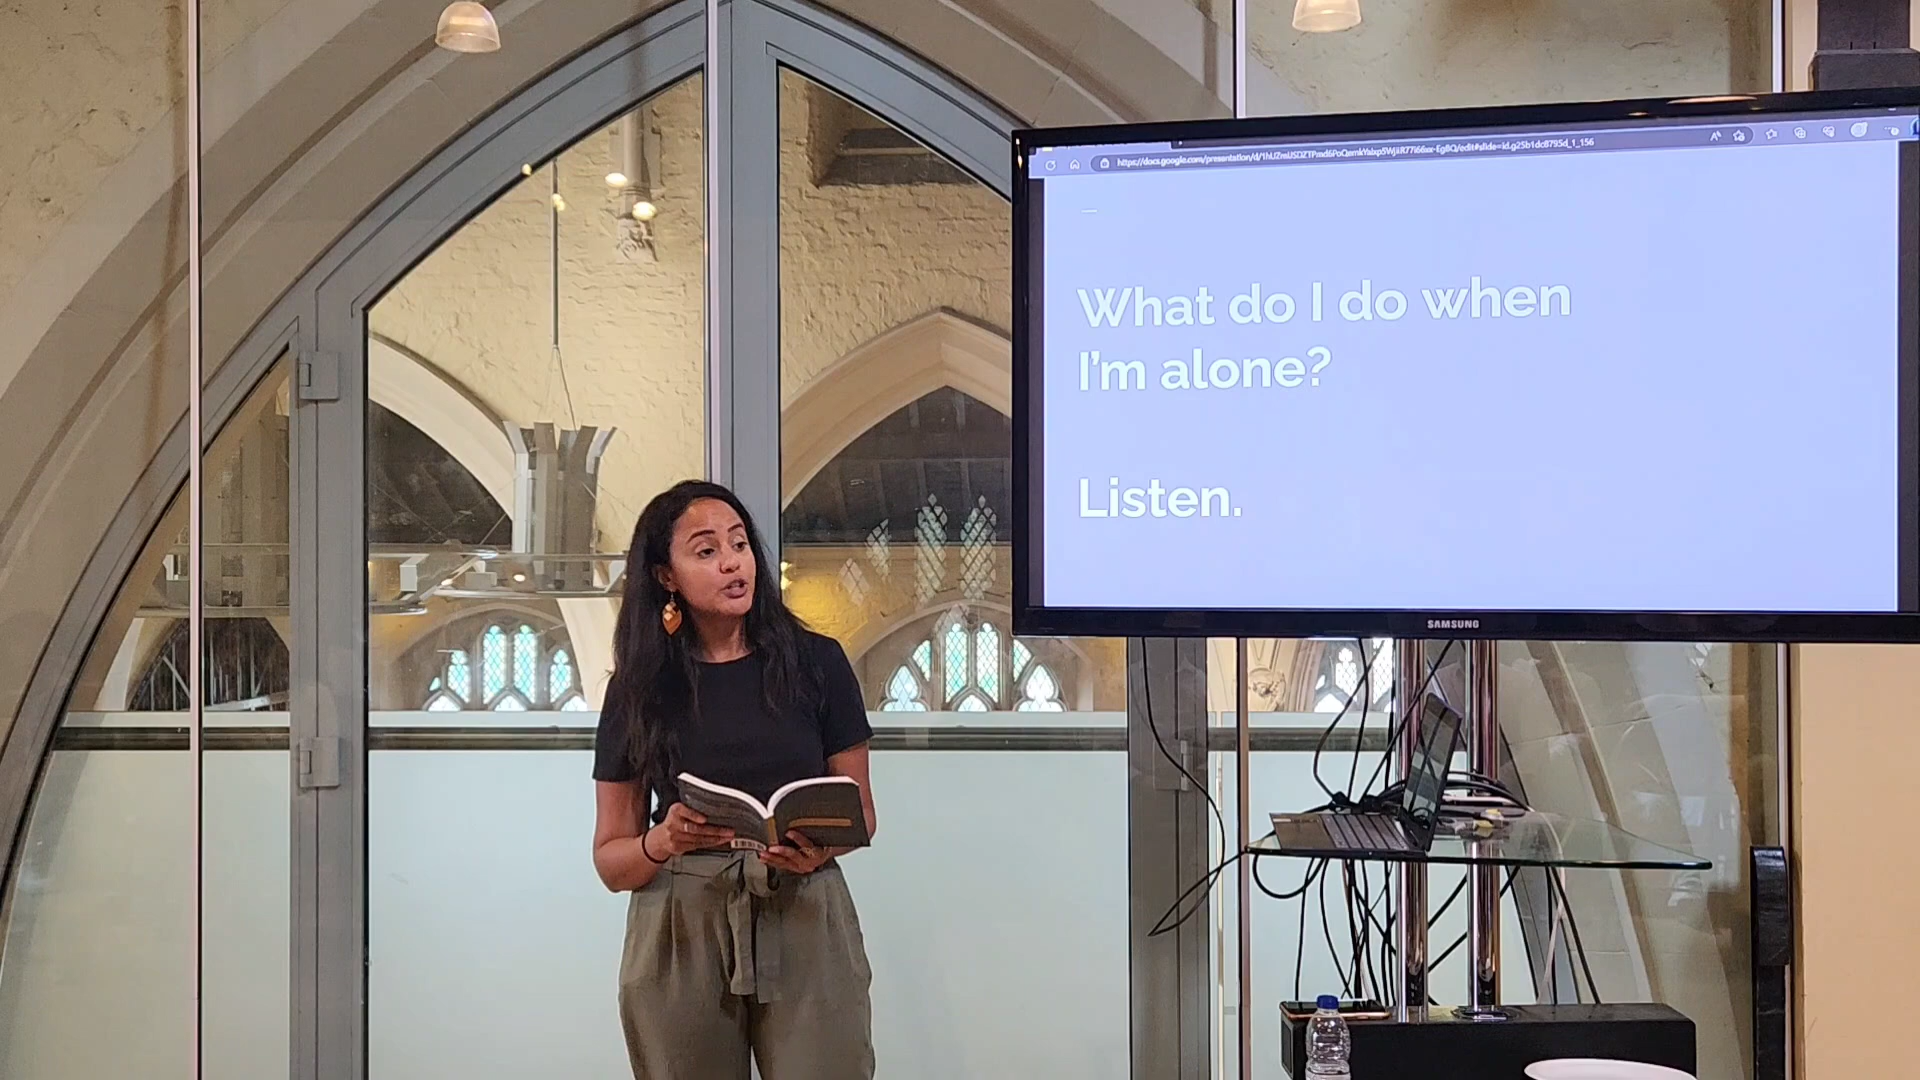 What do I do when
I'm alone?
Listen.
SAMSUNG